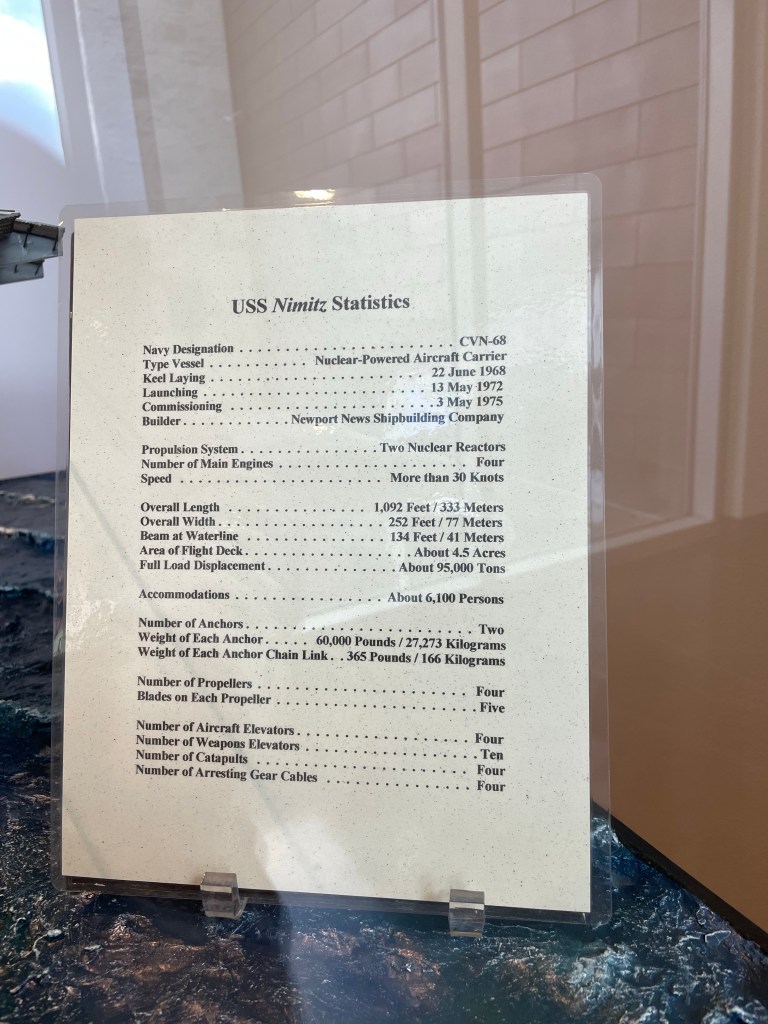 USS Nimitz Statistics
Navy Designation . . . . . . . . . . . . . . . . . . . . . . . . CVN-68
Type Vessel . . . . . . . . . . . Nuclear-Powered Aircraft Carrier
Keel Laying . . . . . . . . . . . . . . . . . . . . . . . . 22 June 1968
Launching . . . . . . . . . . . . . . . . . . . . . . . . . 13 May 1972
Commissioning . . . . . . . . . . . . . . . . . . . . . . 3 May 1975
Builder . . . . . . . . . . . . Newport News Shipbuilding Company
Propulsion System . . . . . . . . . . . . . . . Two Nuclear Reactors
Number of Main Engines . . . . . . . . . . . . . . . . . . . . . Four
Speed . . . . . . . . . . . . . . . . . . . . . . More than 30 Knots
Overall Length . . . . . . . . . . . . . . . . 1,092 Feet / 333 Meters
Overall Width . . . . . . . . . . . . . . . . . . 252 Feet / 77 Meters
Beam at Waterline . . . . . . . . . . . . . . . . 134 Feet / 41 Meters
Area of Flight Deck . . . . . . . . . . . . . . . . . . About 4.5 Acres
Full Load Displacement . . . . . . . . . . . . . . About 95,000 Tons
Accommodations . . . . . . . . . . . . . . . . About 6,100 Persons
Number of Anchors . . . . . . . . . . . . . . . . . . . . . . . . . Two
Weight of Each Anchor . . . . . 60,000 Pounds / 27,273 Kilograms
Weight of Each Anchor Chain Link . . 365 Pounds / 166 Kilograms
Number of Propellers . . . . . . . . . . . . . . . . . . . . . . . Four
Blades on Each Propeller . . . . . . . . . . . . . . . . . . . . . Five
Number of Aircraft Elevators . . . . . . . . . . . . . . . . . . . Four
Number of Weapons Elevators . . . . . . . . . . . . . . . . . . . Ten
Number of Catapults . . . . . . . . . . . . . . . . . . . . . . . . Four
Number of Arresting Gear Cables . . . . . . . . . . . . . . . . Four